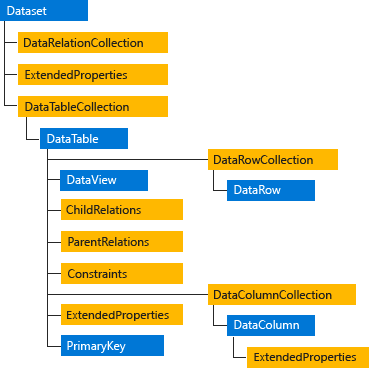 Dataset
DataRelationCollection
ExtendedProperties
DataTableCollection
DataTable
DataRowCollection
DataRow
DataView
ChildRelations
ParentRelations
Constraints
DataColumnCollection
DataColumn
ExtendedProperties
ExtendedProperties
PrimaryKey